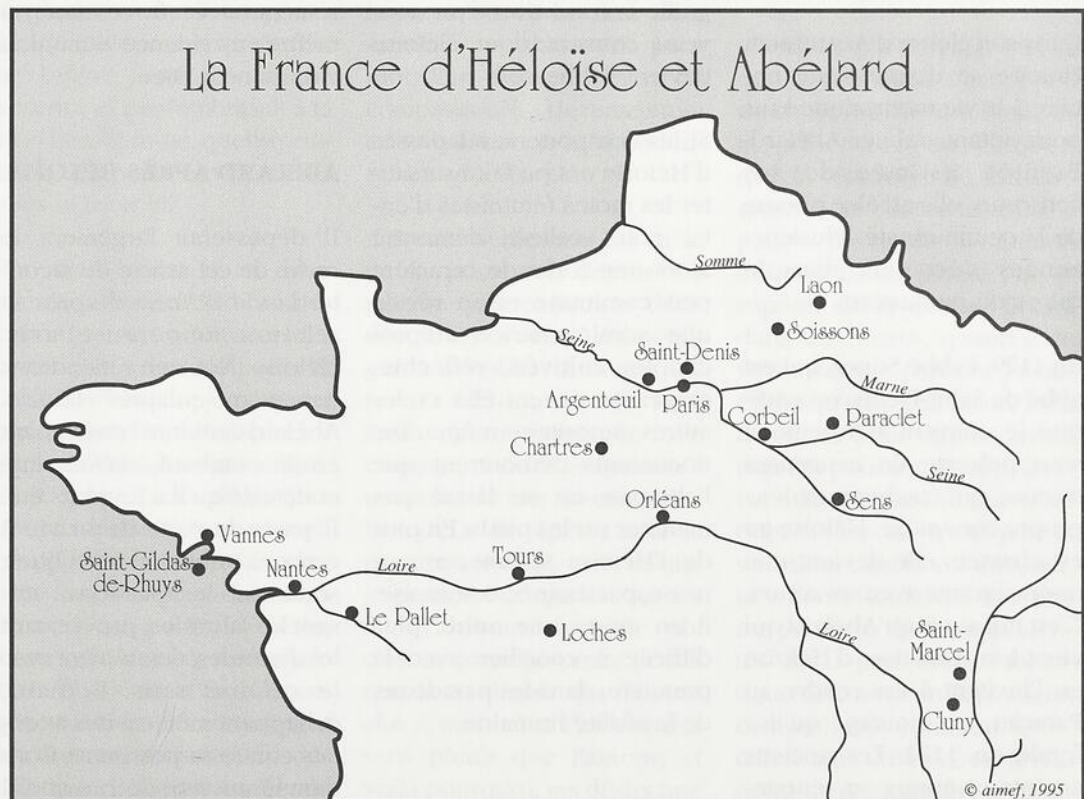 La France d'Héloïse et Abélard
Somme
Laon
Soissons
Seine
Saint-Denis
Argenteuil
Paris
Marne
Corbeil
Paraclet
Chartres
Seine
Sens
Orléans
Vannes
Saint-Gildas-
de-Rhuys
Nantes
Loire
Tours
Le Pallet
Loches
Loire
Saint-
Marcel
Cluny
© aimef, 1995